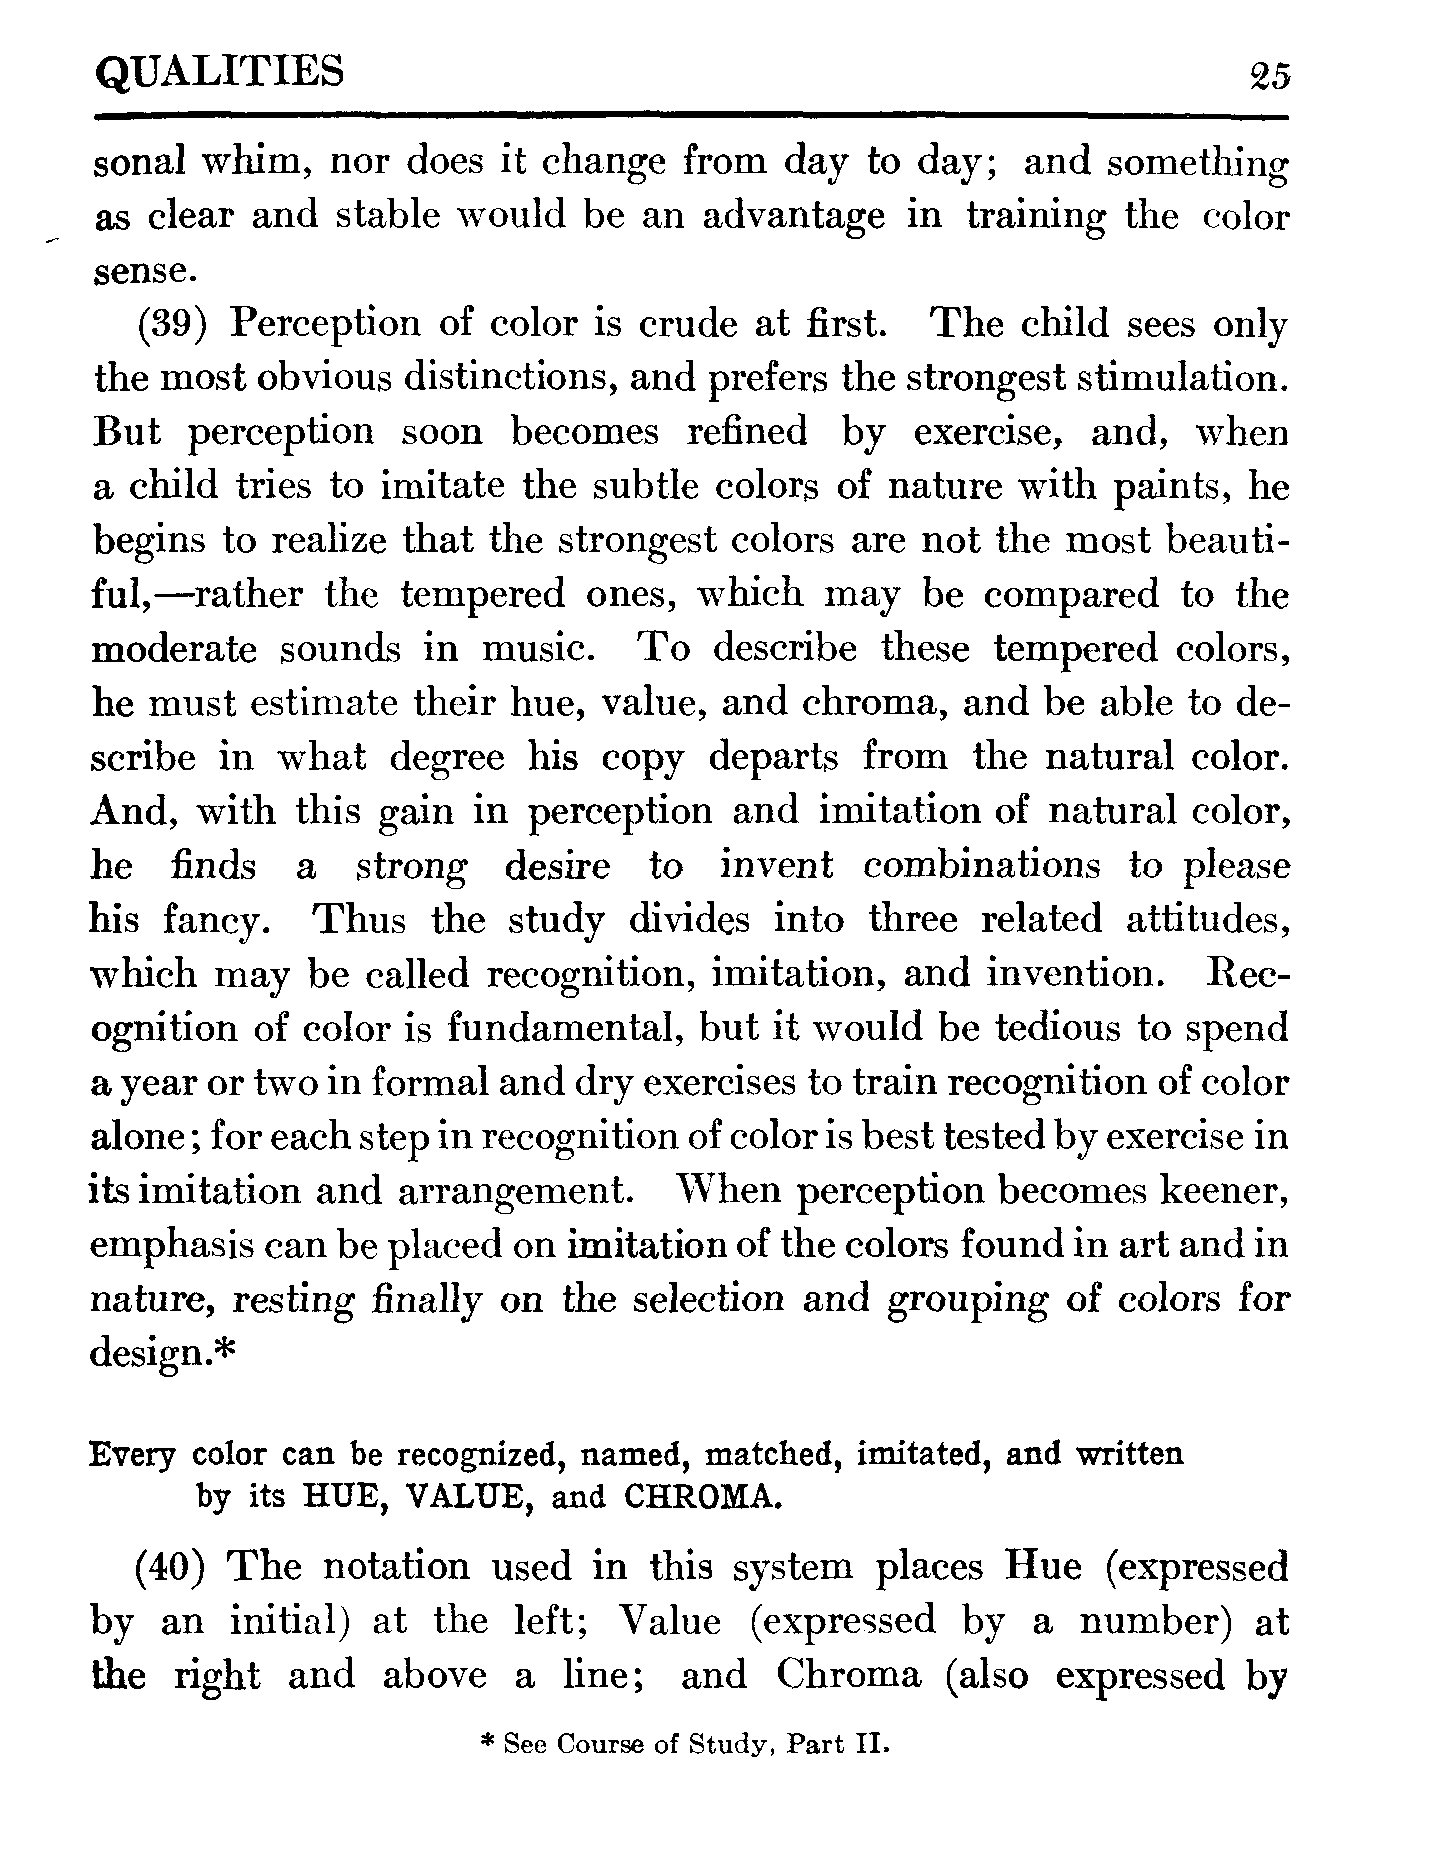 QUALITIES 25
sonal whim, nor does it change from day to day; and something
as clear and stable would be an advantage in training the color
sense.
(39) Perception of color is crude at first. The child sees only
the most obvious distinctions, and prefers the strongest stimulation.
But perception soon becomes refined by exercise, and, when
a child tries to imitate the subtle colors of nature with paints, he
begins to realize that the strongest colors are not the most beauti-
ful,—rather the tempered ones, which may be compared to the
moderate sounds in music. To describe these tempered colors,
he must estimate their hue, value, and chroma, and be able to de-
scribe in what degree his copy departs from the natural color.
And, with this gain in perception and imitation of natural color,
he finds a strong desire to invent combinations to please
his fancy. Thus the study divides into three related attitudes,
which may be called recognition, imitation, and invention. Rec-
ognition of color is fundamental, but it would be tedious to spend
a year or two in formal and dry exercises to train recognition of color
alone; for each step in recognition of color is best tested by exercise in
its imitation and arrangement. When perception becomes keener,
emphasis can be placed on imitation of the colors found in art and in
nature, resting finally on the selection and grouping of colors for
design.*
Every color can be recognized, named, matched, imitated, and written
by its HUE, VALUE, and CHROMA.
(40) The notation used in this system places Hue (expressed
by an initial) at the left; Value (expressed by a number) at
the right and above a line; and Chroma (also expressed by
* See Course of Study, Part II.